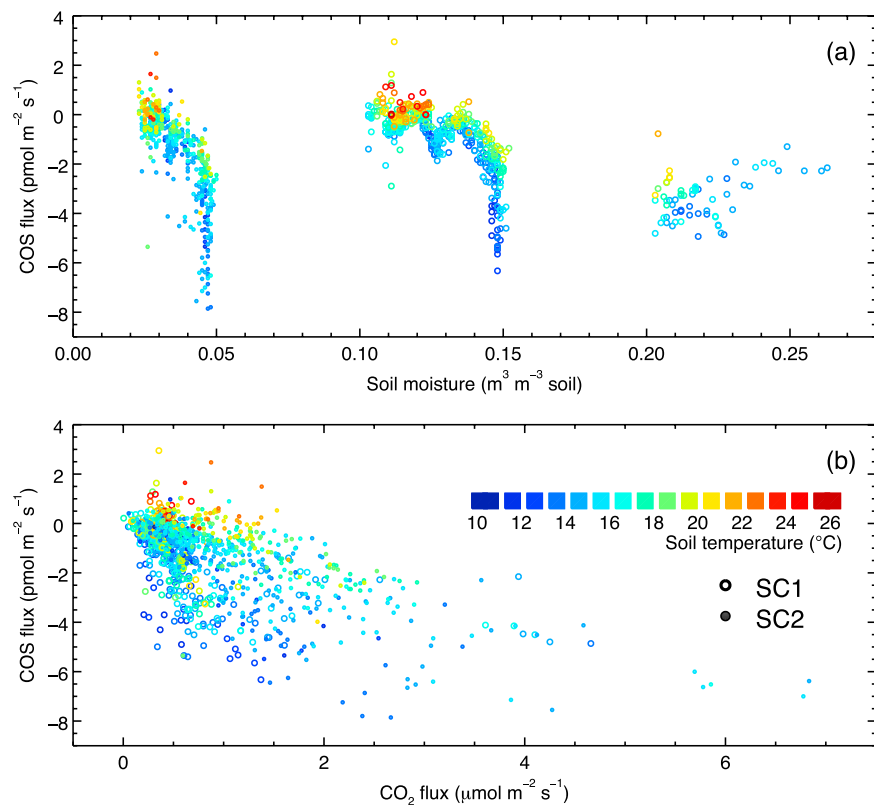 (a)
4
2
0
−2
−4
−6
−8
COS flux (pmol m⁻² s⁻¹)
0.00 0.05 0.10 0.15 0.20 0.25
Soil moisture (m³ m⁻³ soil)
(b)
4
2
0
−2
−4
−6
−8
COS flux (pmol m⁻² s⁻¹)
10 12 14 16 18 20 22 24 26
Soil temperature (°C)
SC1
SC2
0 2 4 6
CO₂ flux (μmol m⁻² s⁻¹)